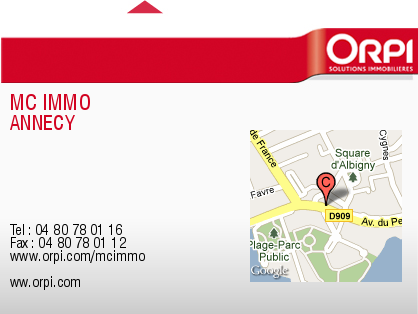 ORPI
SOLUTIONS IMMOBILIÈRES
MC IMMO
ANNECY
Tel : 04 80 78 01 16
Fax : 04 80 78 01 12
www.orpi.com/mcimmo
ww.orpi.com
de France
Cygnes
Square
d'Albigny
Favre
C
D909
Av. du Pe
Plage-Parc
Public
Google